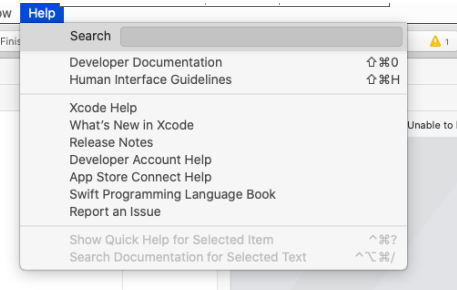 ow Help
Finis
Search
1
Developer Documentation ⇧⌘0
Human Interface Guidelines ⇧⌘H
Xcode Help
What's New in Xcode
Unable to
Release Notes
Developer Account Help
App Store Connect Help
Swift Programming Language Book
Report an Issue
Show Quick Help for Selected Item ^⌘?
Search Documentation for Selected Text ^⌥⌘/